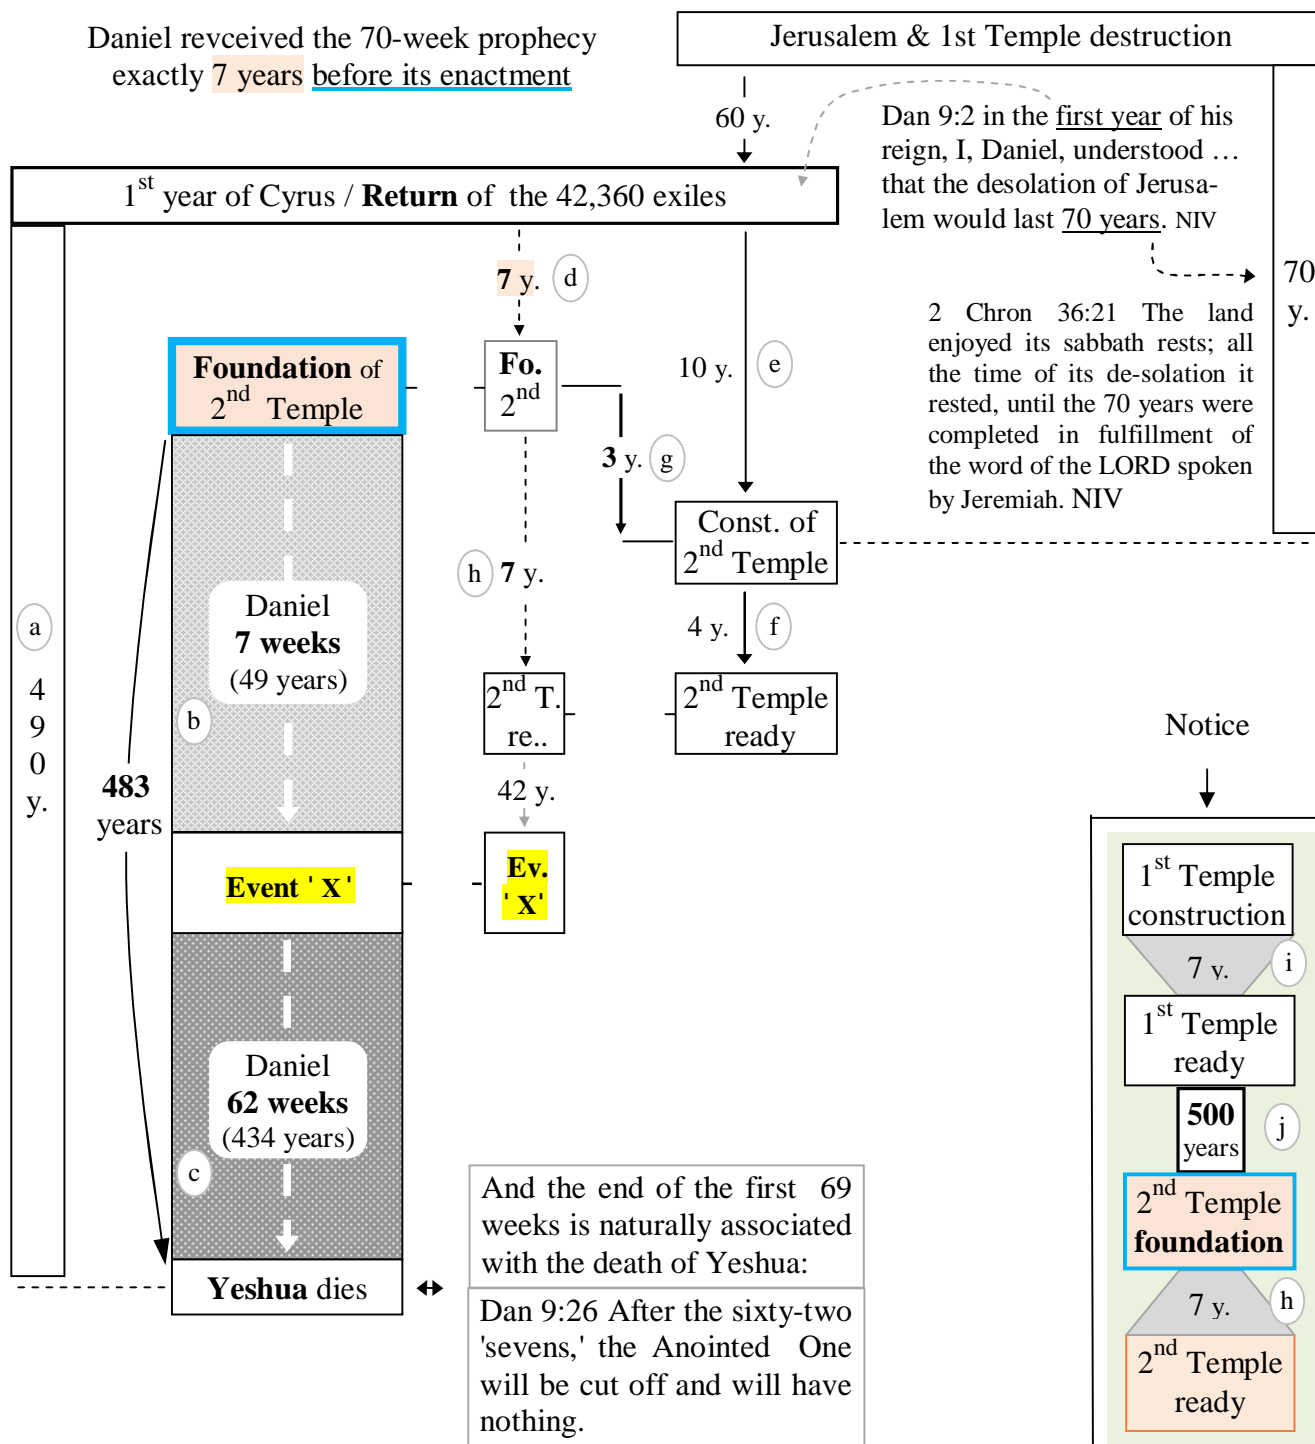 Daniel revceived the 70-week prophecy
exactly 7 years before its enactment
Jerusalem & 1st Temple destruction
60 y.
Dan 9:2 in the first year of his
reign, I, Daniel, understood …
that the desolation of Jerusa-
lem would last 70 years. NIV
1st year of Cyrus / Return of the 42,360 exiles
70
y.
2 Chron 36:21 The land
enjoyed its sabbath rests; all
the time of its de-solation it
rested, until the 70 years were
completed in fulfillment of
the word of the LORD spoken
by Jeremiah. NIV
7 y.
d
Foundation of
2nd Temple
Fo.
2nd
10 y.
e
3 y.
g
Const. of
2nd Temple
h
7 y.
4 y.
f
Daniel
7 weeks
(49 years)
a
4
9
0
y.
b
2nd T.
re..
2nd Temple
ready
483
years
42 y.
Event ' X '
Ev.
' X'
Daniel
62 weeks
(434 years)
c
Yeshua dies
And the end of the first 69
weeks is naturally associated
with the death of Yeshua:
Dan 9:26 After the sixty-two
'sevens,' the Anointed One
will be cut off and will have
nothing.
Notice
1st Temple
construction
7 y.
i
1st Temple
ready
500
years
j
2nd Temple
foundation
7 y.
h
2nd Temple
ready